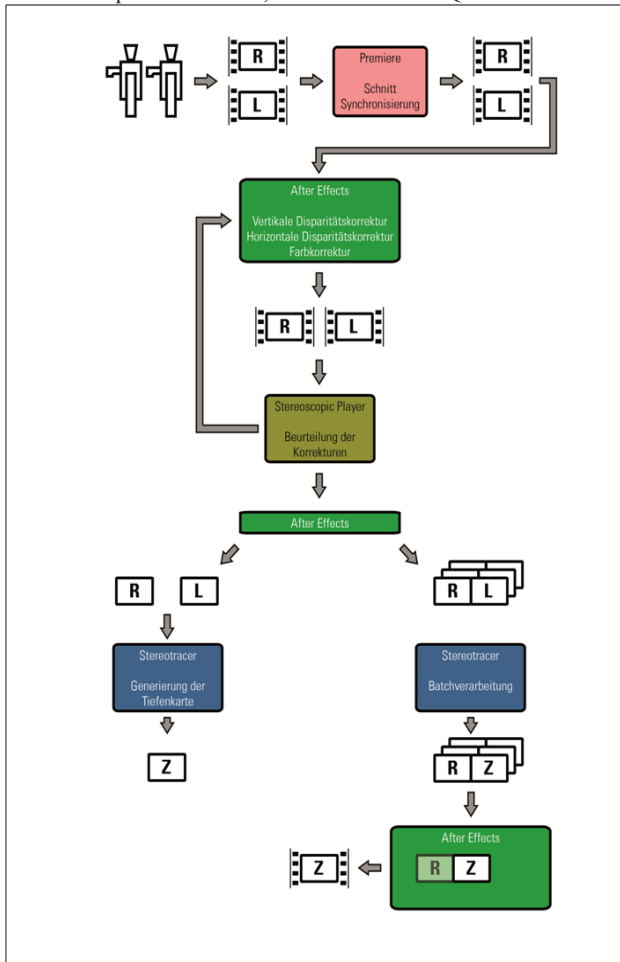 R
L
Premiere
Schnitt
Synchronisierung
R
L
After Effects
Vertikale Disparitätskorrektur
Horizontale Disparitätskorrektur
Farbkorrektur
R L
Stereoscopic Player
Beurteilung der
Korrekturen
After Effects
R L
R L
Stereotracer
Generierung der
Tiefenkarte
Stereotracer
Batchverarbeitung
Z
R Z
After Effects
R Z
Z